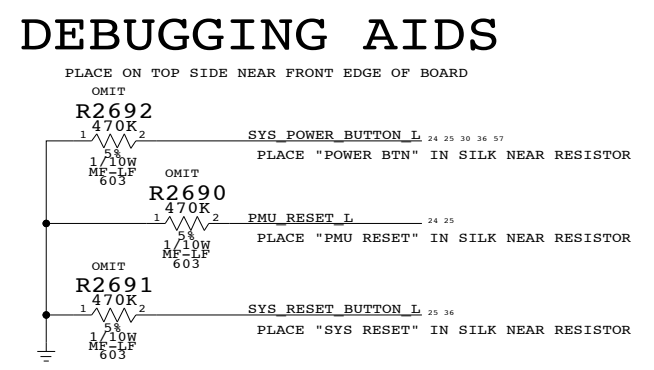 DEBUGGING AIDS
PLACE ON TOP SIDE NEAR FRONT EDGE OF BOARD
OMIT
R2692
470K
1 2
SYS_POWER_BUTTON_L 24 25 30 36 57
5%
1/10W
MF-LF
603
PLACE "POWER BTN" IN SILK NEAR RESISTOR
OMIT
R2690
470K
1 2
PMU_RESET_L 24 25
5%
1/10W
MF-LF
603
PLACE "PMU RESET" IN SILK NEAR RESISTOR
OMIT
R2691
470K
1 2
SYS_RESET_BUTTON_L 25 36
5%
1/10W
MF-LF
603
PLACE "SYS RESET" IN SILK NEAR RESISTOR